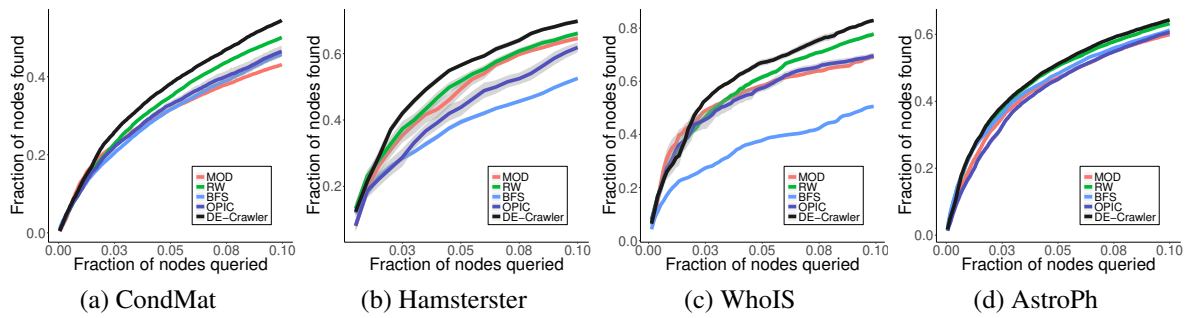 Fraction of nodes found
0.4
0.2
0.0
MOD
RW
BFS
OPIC
DE-Crawler
0.00 0.03 0.05 0.08 0.10
Fraction of nodes queried
(a) CondMat
Fraction of nodes found
0.6
0.4
0.2
MOD
RW
BFS
OPIC
DE-Crawler
0.03 0.05 0.08 0.10
Fraction of nodes queried
(b) Hamsterster
Fraction of nodes found
0.8
0.6
0.4
0.2
0.0
MOD
RW
BFS
OPIC
DE-Crawler
0.00 0.03 0.05 0.08 0.10
Fraction of nodes queried
(c) WhoIS
Fraction of nodes found
0.6
0.4
0.2
0.0
MOD
RW
BFS
OPIC
DE-Crawler
0.00 0.03 0.05 0.08 0.10
Fraction of nodes queried
(d) AstroPh